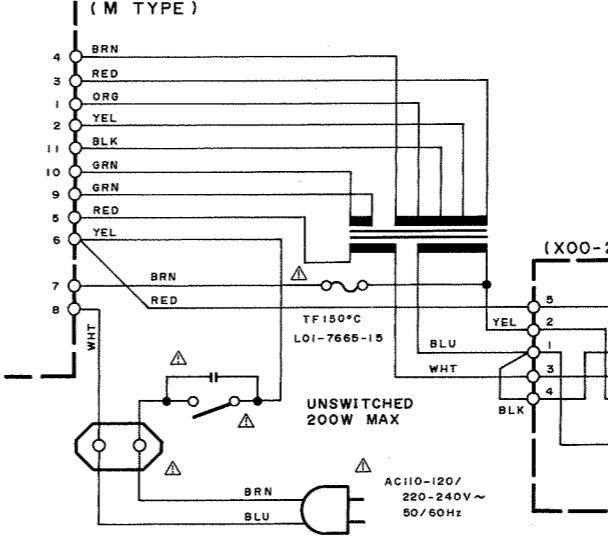 (M TYPE)
4 BRN
3 RED
1 ORG
2 YEL
11 BLK
10 GRN
9 GRN
5 RED
6 YEL
7 BRN
8
RED
WHT
TF150°C
L01-7665-15
(X00-2
5
YEL 2
BLU 1
WHT 3
BLK 4
UNSWITCHED
200W MAX
BRN
BLU
AC110-120/
220-240V~
50/60Hz